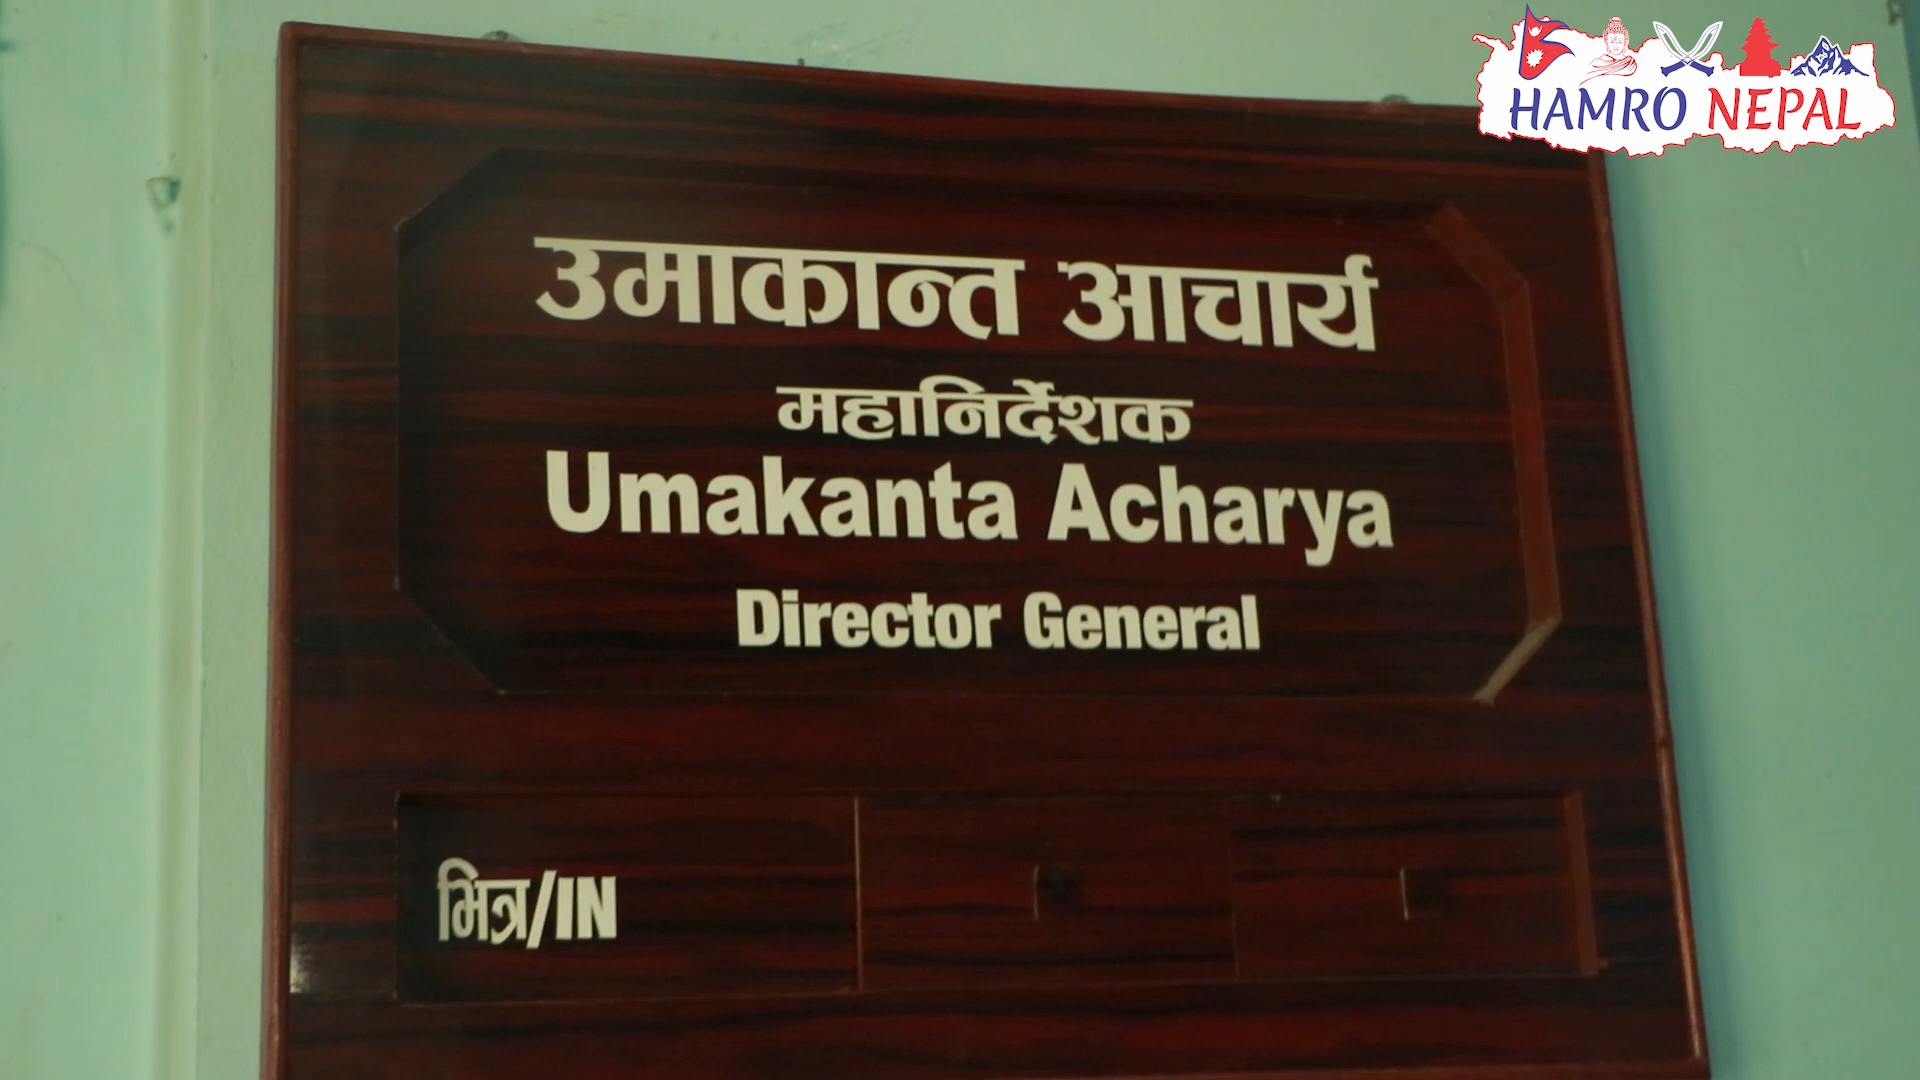 HAMRO NEPAL
उमाकान्त आचार्य
महानिर्देशक
Umakanta Acharya
Director General
भित्र/IN